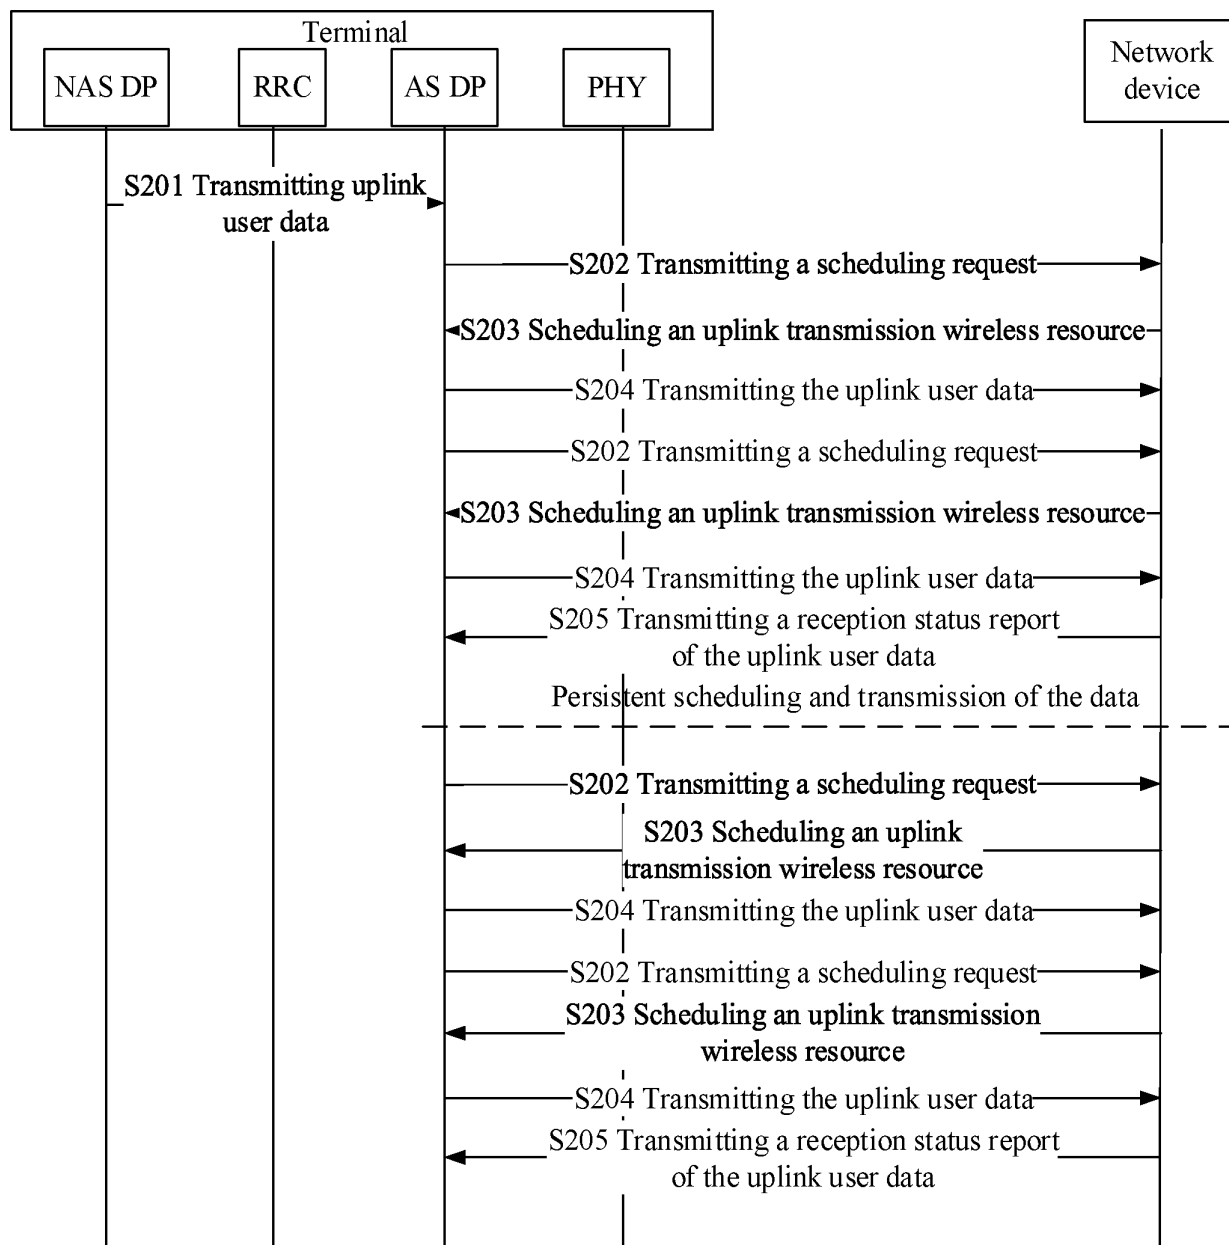 Terminal
NAS DP
RRC
AS DP
PHY
Network
device
S201 Transmitting uplink
user data
S202 Transmitting a scheduling request
S203 Scheduling an uplink transmission wireless resource
S204 Transmitting the uplink user data
S202 Transmitting a scheduling request
S203 Scheduling an uplink transmission wireless resource
S204 Transmitting the uplink user data
S205 Transmitting a reception status report
of the uplink user data
Persistent scheduling and transmission of the data
S202 Transmitting a scheduling request
S203 Scheduling an uplink
transmission wireless resource
S204 Transmitting the uplink user data
S202 Transmitting a scheduling request
S203 Scheduling an uplink transmission
wireless resource
S204 Transmitting the uplink user data
S205 Transmitting a reception status report
of the uplink user data